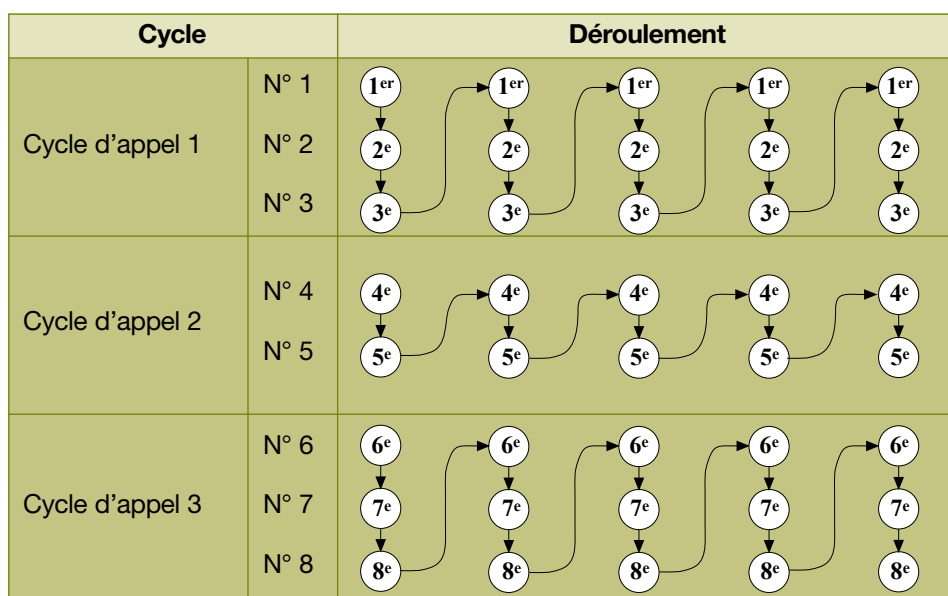 Cycle Déroulement
N° 1 1er 1er 1er 1er 1er
Cycle d'appel 1 N° 2 2e 2e 2e 2e 2e
N° 3 3e 3e 3e 3e 3e
N° 4 4e 4e 4e 4e 4e
Cycle d'appel 2
N° 5 5e 5e 5e 5e 5e
N° 6 6e 6e 6e 6e 6e
Cycle d'appel 3 N° 7 7e 7e 7e 7e 7e
N° 8 8e 8e 8e 8e 8e